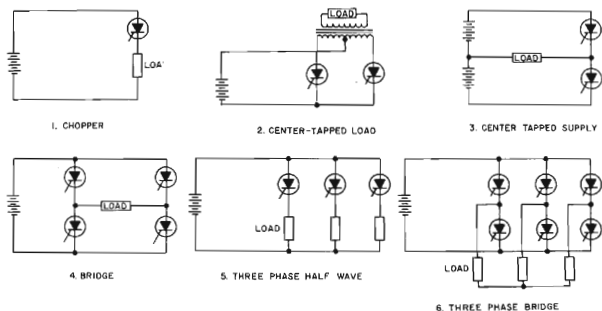 LOAD
LOA
LOAD
1. CHOPPER
2. CENTER-TAPPED LOAD
3. CENTER TAPPED SUPPLY
LOAD
LOAD
LOAD
4. BRIDGE
5. THREE PHASE HALF WAVE
6. THREE PHASE BRIDGE